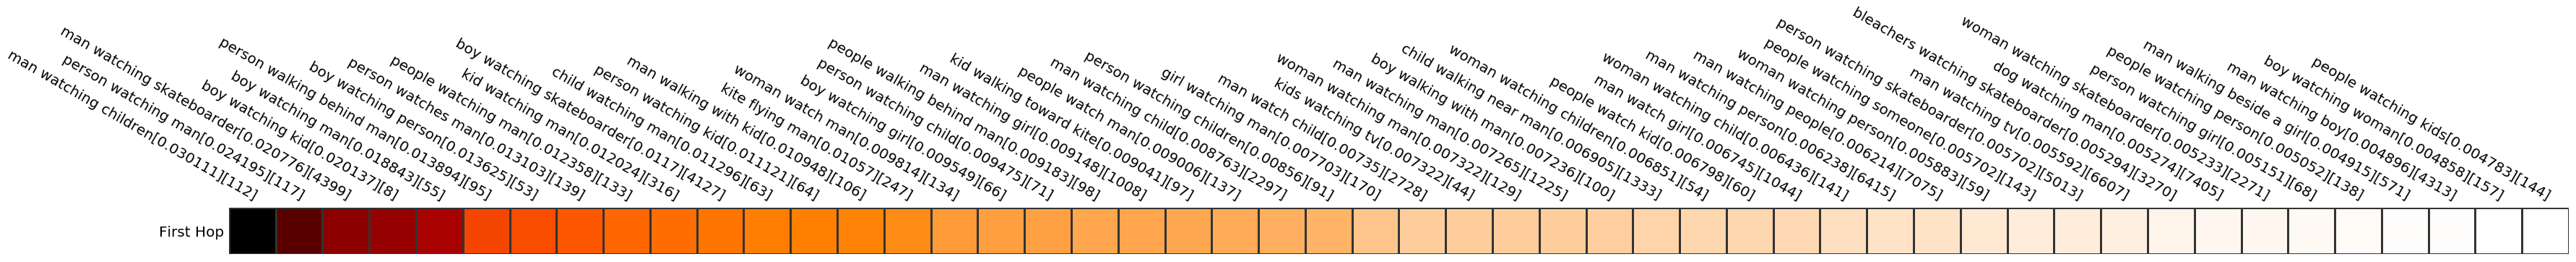 man watching children[0.030111][112]
person watching man[0.024195][117]
man watching skateboarder[0.020776][4399]
boy watching kid[0.020137][8]
boy watching man[0.01843][55]
person walking behind man[0.013894][95]
boy watching person[0.013625][53]
person watches man[0.013103][139]
people watching man[0.012358][133]
kid watching man[0.012024][316]
boy watching skateboarder[0.01177][4127]
child watching man[0.011296][63]
person watching kid[0.01121][64]
man walking with kid[0.010948][106]
kite flying man[0.01057][247]
woman watch man[0.009814][134]
boy watching girl[0.009549][66]
person watching child[0.009475][71]
people walking behind man[0.009183][98]
man watching girl[0.009148][1008]
kid walking toward kite[0.009041][97]
people watch man[0.009006][137]
man watching child[0.008763][2297]
person watching children[0.00856][91]
girl watching man[0.007703][170]
man watch child[0.00735][2728]
kids watching tv[0.007322][44]
woman watching man[0.007322][129]
man watching man[0.007265][1225]
boy walking with man[0.007236][100]
child walking near man[0.006905][1333]
woman watching children[0.006851][54]
people watch kid[0.006798][60]
man watch girl[0.006745][1044]
woman watching child[0.006436][141]
man watching person[0.006238][6415]
man watching people[0.006214][7075]
woman watching person[0.005883][59]
people watching someone[0.005702][143]
person watching skateboarder[0.005702][5013]
man watching tv[0.005592][6607]
bleachers watching skateboarder[0.005294][3270]
dog watching man[0.005274][7405]
woman watching skateboarder[0.005233][2271]
person watching girl[0.005151][68]
people watching person[0.005052][138]
man walking beside a girl[0.004915][571]
man watching boy[0.004896][4313]
boy watching woman[0.004858][157]
people watching kids[0.004783][144]
First Hop